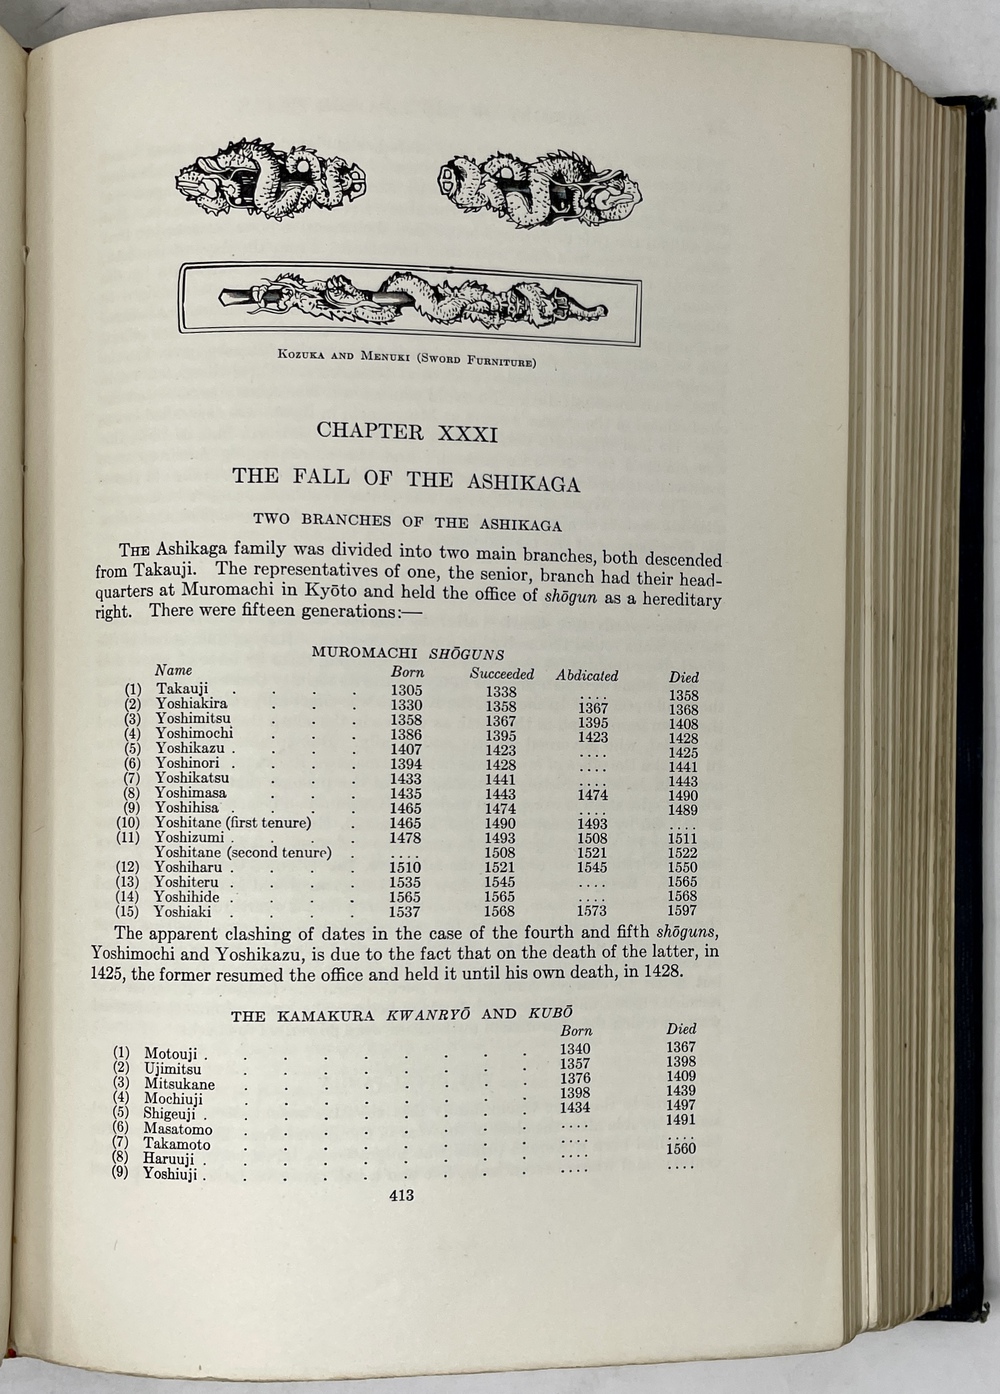 KOZUKA AND MENUKI (SWORD FURNITURE)
CHAPTER XXXI
THE FALL OF THE ASHIKAGA
TWO BRANCHES OF THE ASHIKAGA
THE Ashikaga family was divided into two main branches, both descended
from Takauji. The representatives of one, the senior, branch had their head-
quarters at Muromachi in Kyōto and held the office of shōgun as a hereditary
right. There were fifteen generations:—
MUROMACHI SHŌGUNS
Name Born Succeeded Abdicated Died
(1) Takauji . . . . 1305 1338 .... 1358
(2) Yoshiakira . . . 1330 1358 1367 1368
(3) Yoshimitsu . . . 1358 1367 1395 1408
(4) Yoshimochi . . . 1386 1395 1423 1428
(5) Yoshikazu . . . . 1407 1423 .... 1425
(6) Yoshinori . . . . 1394 1428 .... 1441
(7) Yoshikatsu . . . 1433 1441 .... 1443
(8) Yoshimasa . . . 1435 1443 1474 1490
(9) Yoshihisa . . . . 1465 1474 .... 1489
(10) Yoshitane (first tenure) . 1465 1490 1493 ....
(11) Yoshizumi . . . . 1478 1493 1508 1511
Yoshitane (second tenure) . .... 1508 1521 1522
(12) Yoshiharu . . . . 1510 1521 1545 1550
(13) Yoshiteru . . . . 1535 1545 .... 1565
(14) Yoshihide . . . . 1565 1565 .... 1568
(15) Yoshiaki . . . . 1537 1568 1573 1597
The apparent clashing of dates in the case of the fourth and fifth shōguns,
Yoshimochi and Yoshikazu, is due to the fact that on the death of the latter, in
1425, the former resumed the office and held it until his own death, in 1428.
THE KAMAKURA KWANRYŌ AND KUBŌ
Born Died
(1) Motouji . . . . . . . . . 1340 1367
(2) Ujimitsu . . . . . . . . 1357 1398
(3) Mitsukane . . . . . . . . 1376 1409
(4) Mochiuji . . . . . . . . 1398 1439
(5) Shigeuji . . . . . . . . . 1434 1497
(6) Masatomo . . . . . . . . .... 1491
(7) Takamoto . . . . . . . . .... ....
(8) Haruuji . . . . . . . . . .... 1560
(9) Yoshiuji . . . . . . . . . .... ....
413